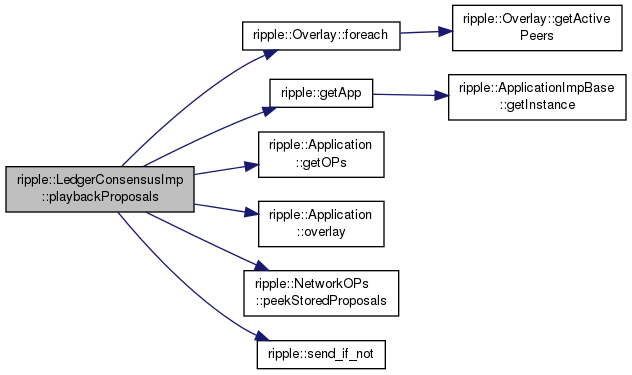 ripple::LedgerConsensusImp
::playbackProposals
ripple::Overlay::foreach
ripple::Overlay::getActive
Peers
ripple::getApp
ripple::ApplicationImpBase
::getInstance
ripple::Application
::getOPs
ripple::Application
::overlay
ripple::NetworkOPs
::peekStoredProposals
ripple::send_if_not